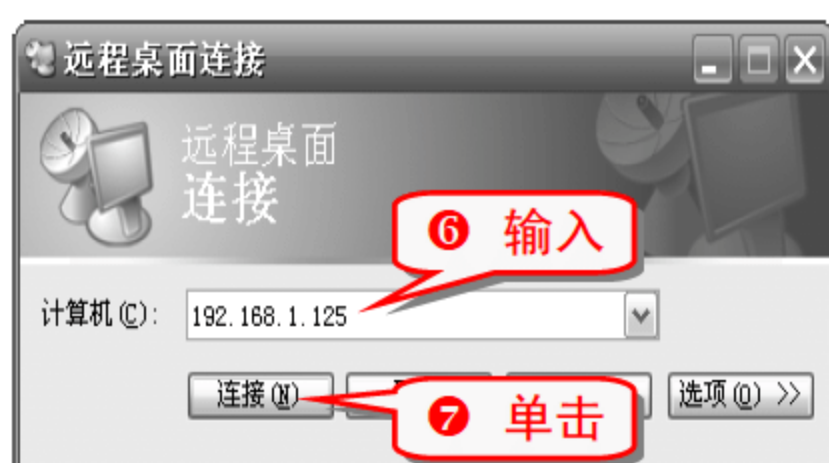 远程桌面连接
远程桌面
连接
❻ 输入
计算机(C): 192.168.1.125
连接(N) 选项(O) >>
❼ 单击